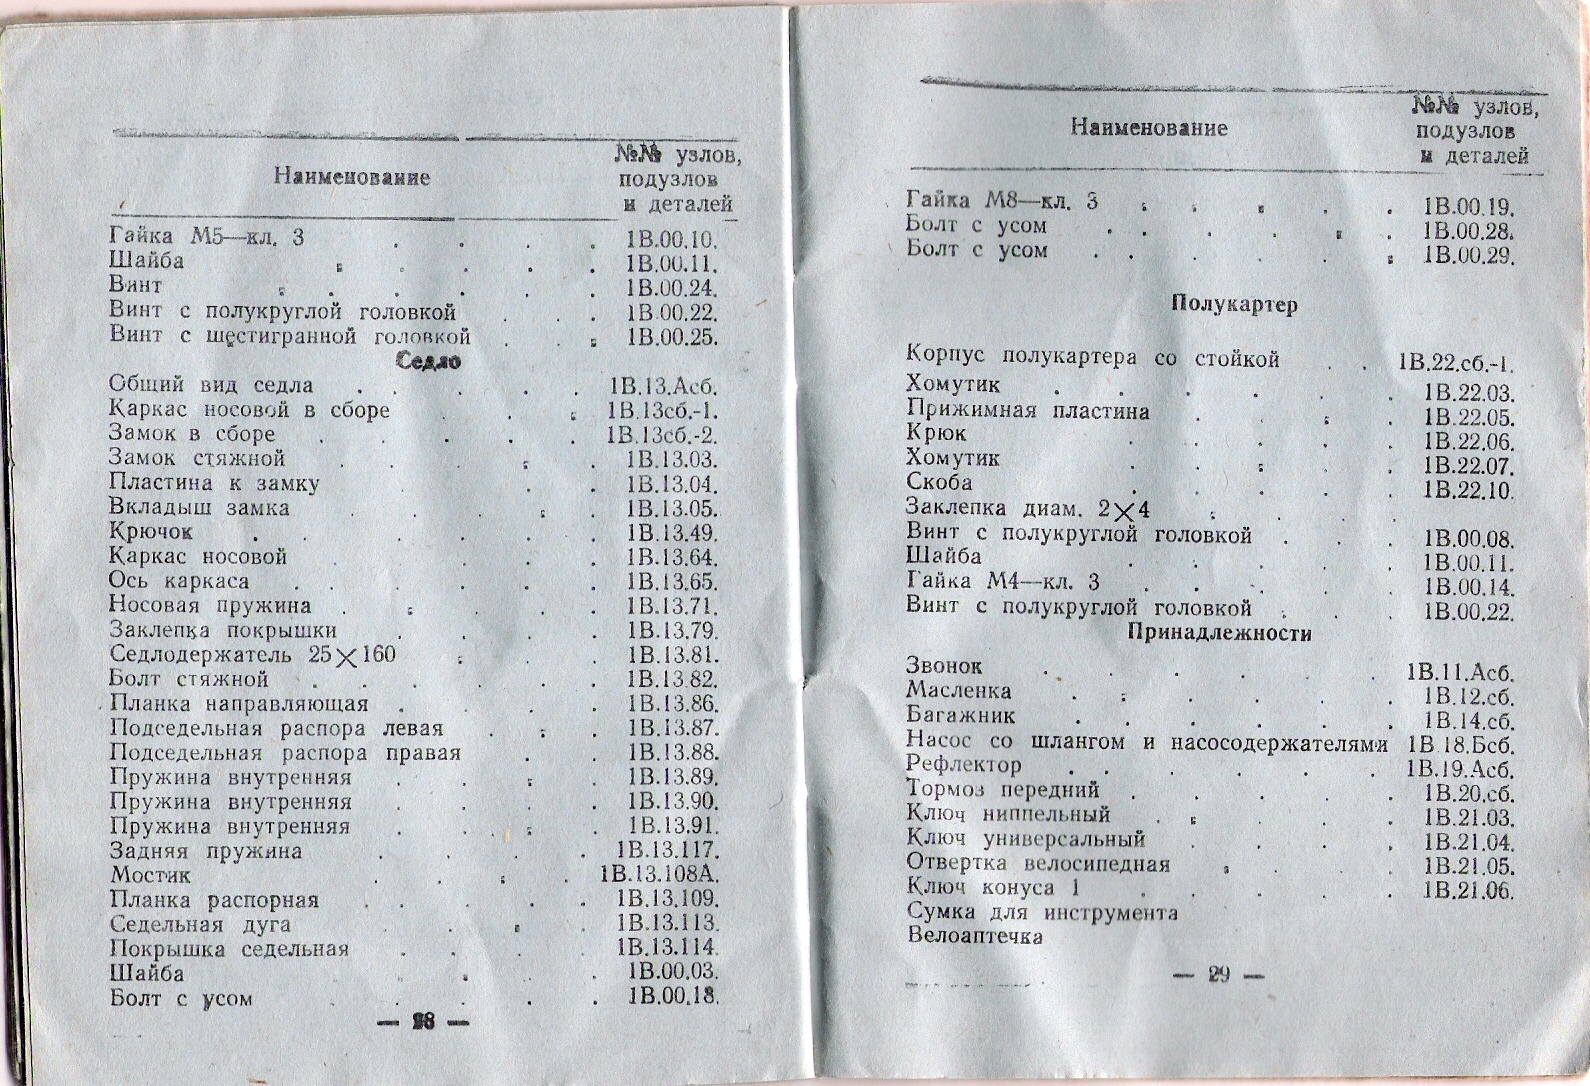 Наименование
№№ узлов,
подузлов
и деталей
Гайка М5—кл. 3 . . . . 1В.00.10.
Шайба . . . . . 1В.00.11.
Винт . . . . . . 1В.00.24.
Винт с полукруглой головкой . . . 1В.00.22.
Винт с шестигранной головкой . . . 1В.00.25.
Седло
Общий вид седла . . . . 1В.13.Асб.
Каркас носовой в сборе . . . 1В.13сб.-1.
Замок в сборе . . . . . 1В.13сб.-2.
Замок стяжной . . . . . 1В.13.03.
Пластина к замку . . . . 1В.13.04.
Вкладыш замка . . . . . 1В.13.05.
Крючок . . . . . . 1В.13.49.
Каркас носовой . . . . . 1В.13.64.
Ось каркаса . . . . . . 1В.13.65.
Носовая пружина . . . . . 1В.13.71.
Заклепка покрышки . . . . 1В.13.79.
Седлодержатель 25×160 . . . 1В.13.81.
Болт стяжной . . . . . 1В.13.82.
Планка направляющая . . . . 1В.13.86.
Подседельная распора левая . . . 1В.13.87.
Подседельная распора правая . . 1В.13.88.
Пружина внутренняя . . . . 1В.13.89.
Пружина внутренняя . . . . 1В.13.90.
Пружина внутренняя . . . . 1В.13.91.
Задняя пружина . . . . 1В.13.117.
Мостик . . . . 1В.13.108А.
Планка распорная . . . . . 1В.13.109.
Седельная дуга . . . . 1В.13.113.
Покрышка седельная . . . . 1В.13.114.
Шайба . . . . . 1В.00.03.
Болт с усом . . . . . 1В.00.18.
— 28 —
Наименование
№№ узлов,
подузлов
и деталей
Гайка М8—кл. 3 . . . . . 1В.00.19.
Болт с усом . . . . . . 1В.00.28.
Болт с усом . . . . . . 1В.00.29.
Полукартер
Корпус полукартера со стойкой . . 1В.22.сб.-1.
Хомутик . . . . . . 1В.22.03.
Прижимная пластина . . . . 1В.22.05.
Крюк . . . . . 1В.22.06.
Хомутик . . . . . 1В.22.07.
Скоба . . . . . 1В.22.10.
Заклепка диам. 2×4 . . .
Винт с полукруглой головкой . . . 1В.00.08.
Шайба . . . . . 1В.00.11.
Гайка М4—кл. 3 . . . . . 1В.00.14.
Винт с полукруглой головкой . . . 1В.00.22.
Принадлежности
Звонок . . . . . . 1В.11.Асб.
Масленка . . . . . . 1В.12.сб.
Багажник . . . . . . 1В.14.сб.
Насос со шлангом и насосодержателями 1В.18.Бсб.
Рефлектор . . . . . . 1В.19.Асб.
Тормоз передний . . . . . 1В.20.сб.
Ключ ниппельный . . . . . 1В.21.03.
Ключ универсальный . . . . 1В.21.04.
Отвертка велосипедная . . . 1В.21.05.
Ключ конуса 1 . . . . . 1В.21.06.
Сумка для инструмента
Велоаптечка
— 29 —